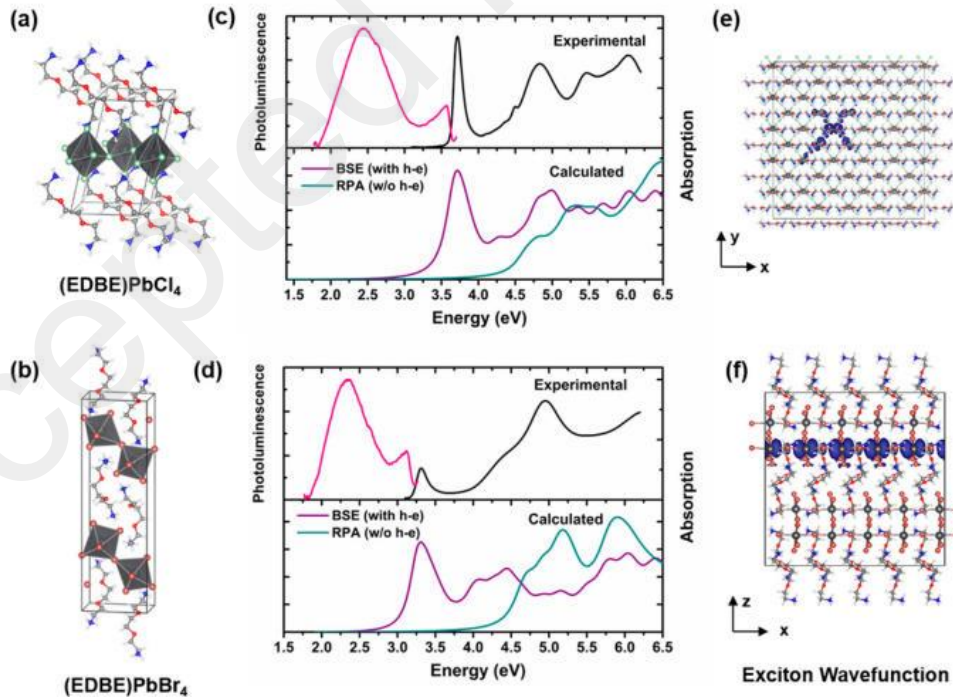 (a)
(EDBE)PbCl₄
(c)
Photoluminescence
Experimental
BSE (with h-e)
RPA (w/o h-e)
Calculated
Absorption
1.5 2.0 2.5 3.0 3.5 4.0 4.5 5.0 5.5 6.0 6.5
Energy (eV)
(e)
y
x
(b)
(EDBE)PbBr₄
(d)
Photoluminescence
Experimental
BSE (with h-e)
RPA (w/o h-e)
Calculated
Absorption
1.5 2.0 2.5 3.0 3.5 4.0 4.5 5.0 5.5 6.0 6.5
Energy (eV)
(f)
z
x
Exciton Wavefunction